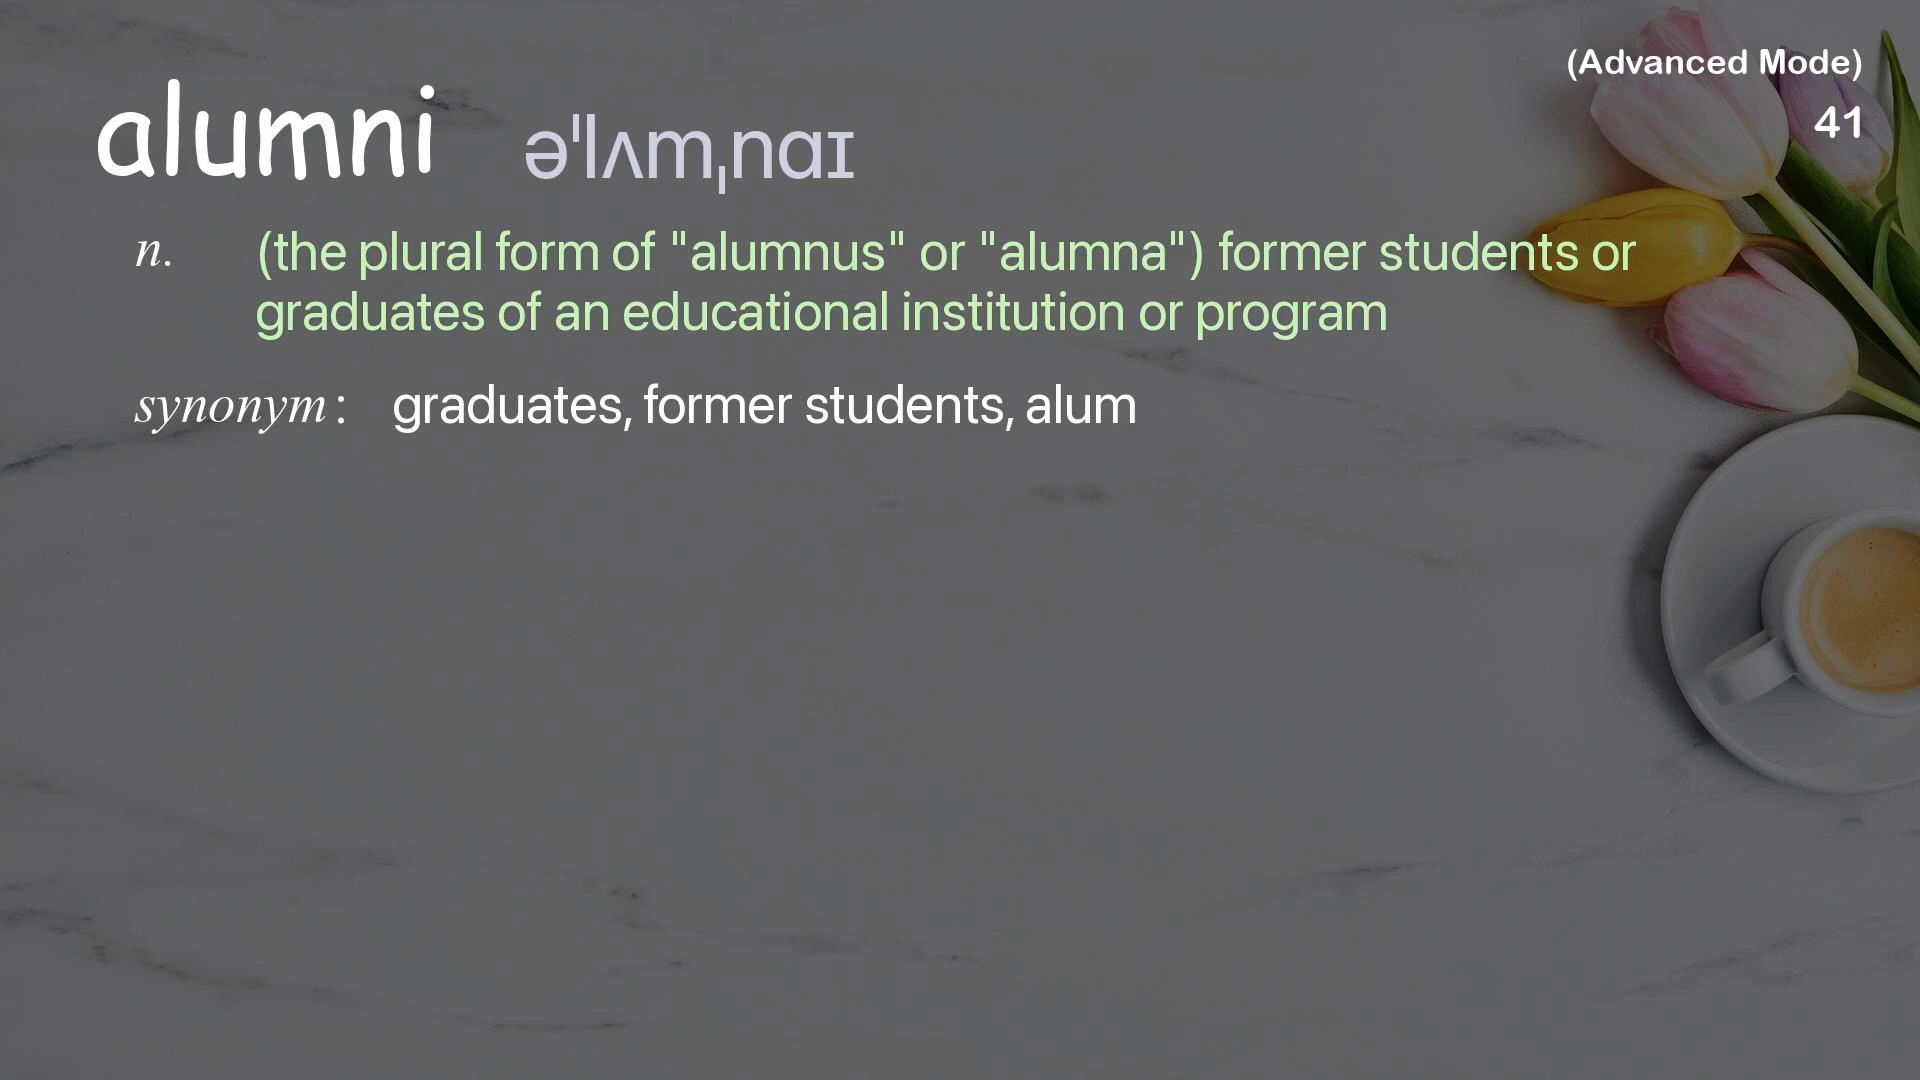 (Advanced Mode)
41
alumni əˈlʌmˌnɑɪ
n. (the plural form of "alumnus" or "alumna") former students or
graduates of an educational institution or program
synonym : graduates, former students, alum